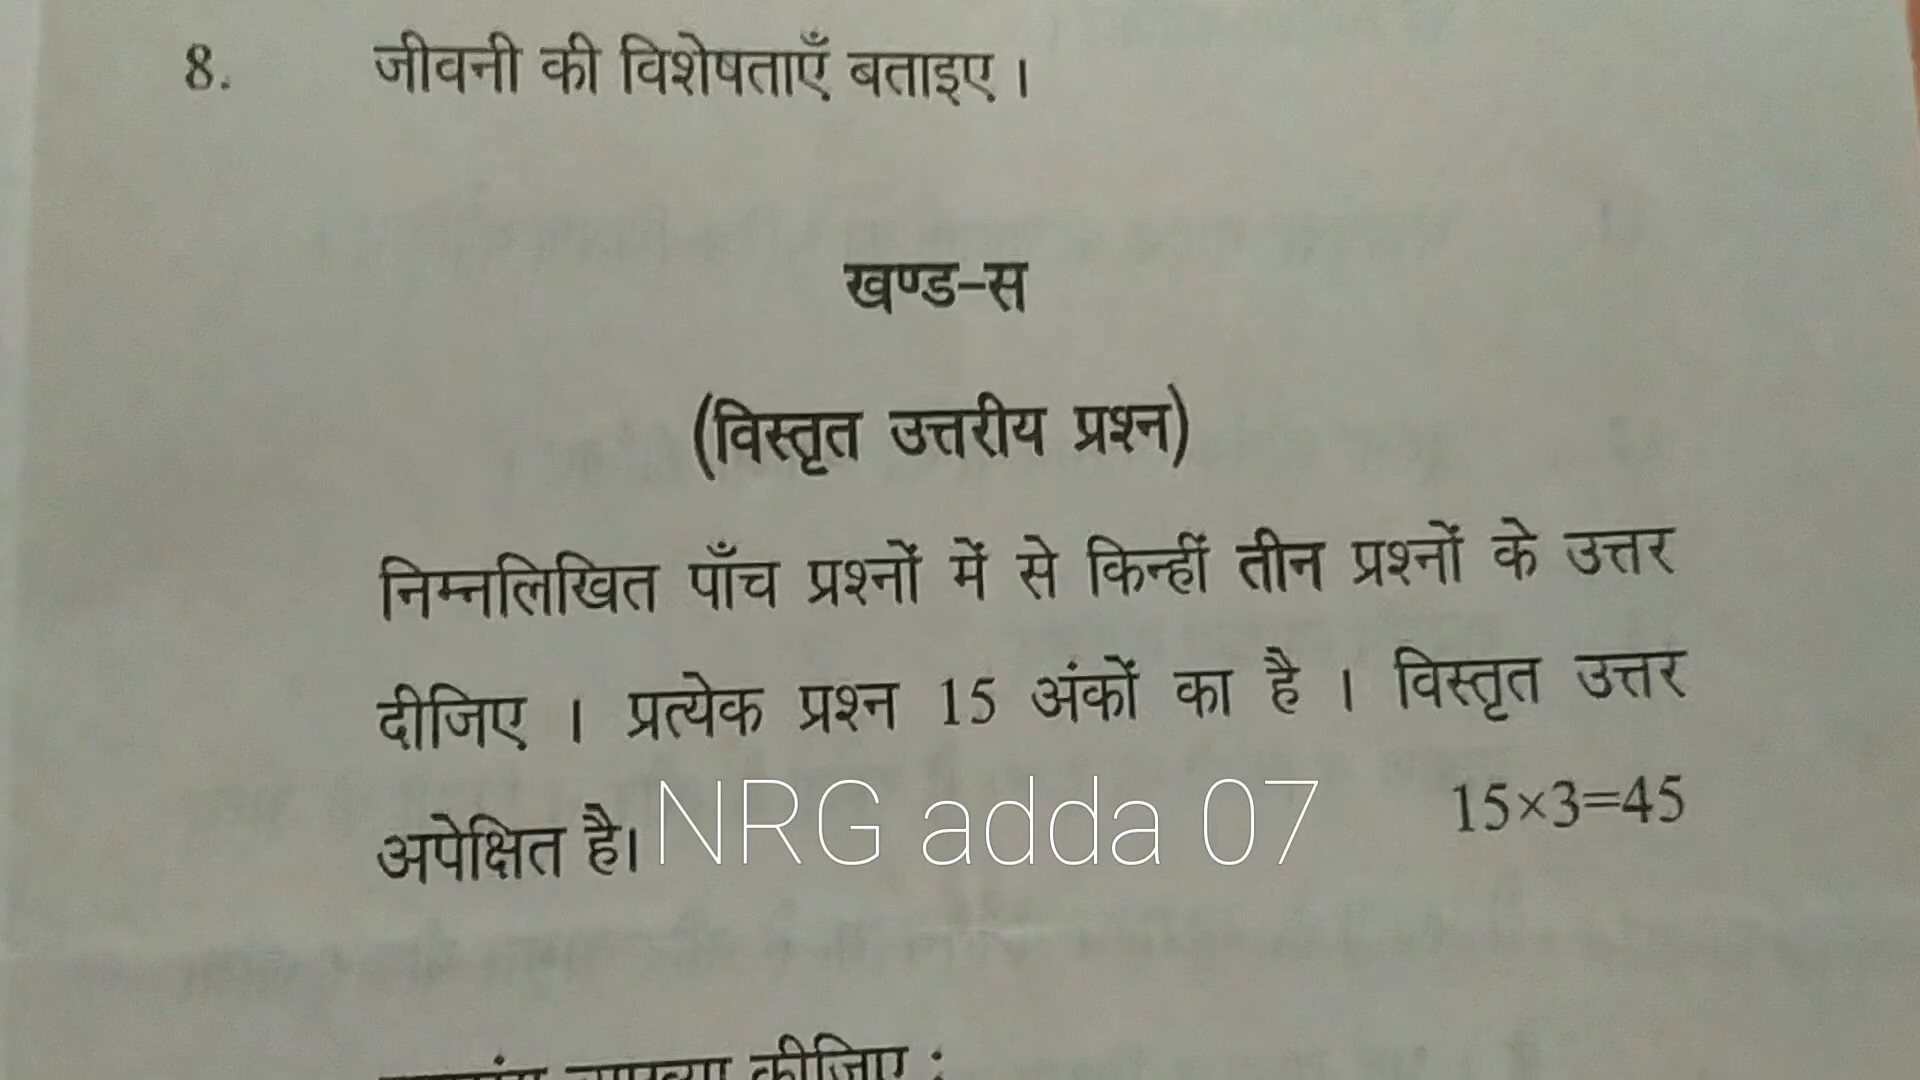 8. जीवनी की विशेषताएँ बताइए ।
खण्ड-स
(विस्तृत उत्तरीय प्रश्न)
निम्नलिखित पाँच प्रश्नों में से किन्हीं तीन प्रश्नों के उत्तर
दीजिए । प्रत्येक प्रश्न 15 अंकों का है । विस्तृत उत्तर
अपेक्षित है। 15×3=45
NRG adda 07
व्याख्या कीजिए :